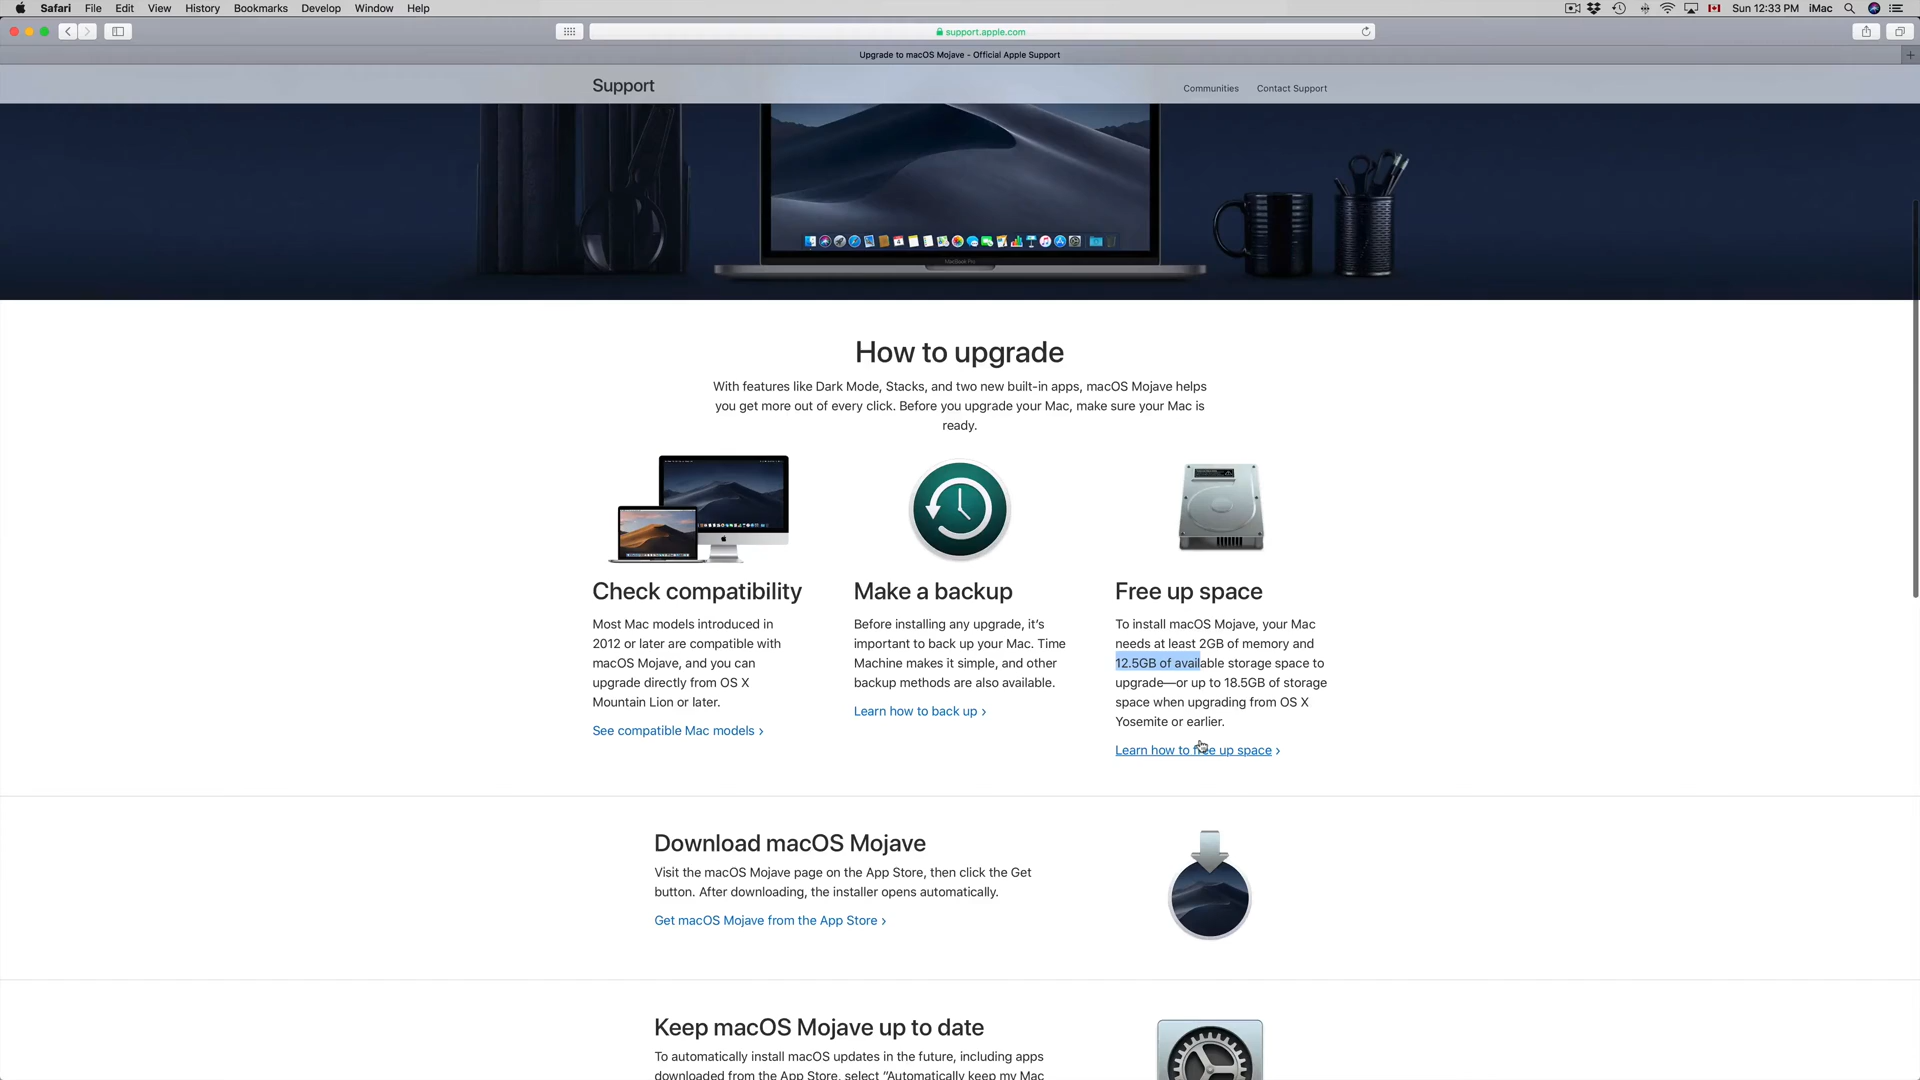 Safari File Edit View History Bookmarks Develop Window Help Sun 12:33 PM iMac
support.apple.com
Upgrade to macOS Mojave - Official Apple Support
Support Communities Contact Support
MacBook Pro
How to upgrade
With features like Dark Mode, Stacks, and two new built-in apps, macOS Mojave helps
you get more out of every click. Before you upgrade your Mac, make sure your Mac is
ready.
Check compatibility
Most Mac models introduced in
2012 or later are compatible with
macOS Mojave, and you can
upgrade directly from OS X
Mountain Lion or later.
See compatible Mac models ›
Make a backup
Before installing any upgrade, it's
important to back up your Mac. Time
Machine makes it simple, and other
backup methods are also available.
Learn how to back up ›
Free up space
To install macOS Mojave, your Mac
needs at least 2GB of memory and
12.5GB of available storage space to
upgrade—or up to 18.5GB of storage
space when upgrading from OS X
Yosemite or earlier.
Learn how to free up space ›
Download macOS Mojave
Visit the macOS Mojave page on the App Store, then click the Get
button. After downloading, the installer opens automatically.
Get macOS Mojave from the App Store ›
Keep macOS Mojave up to date
To automatically install macOS updates in the future, including apps
downloaded from the App Store, select “Automatically keep my Mac